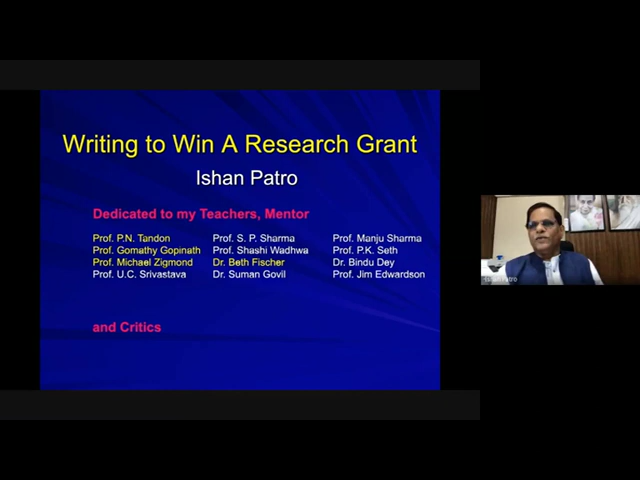 Writing to Win A Research Grant
Ishan Patro
Dedicated to my Teachers, Mentor
Prof. P.N. Tandon Prof. S. P. Sharma Prof. Manju Sharma
Prof. Gomathy Gopinath Prof. Shashi Wadhwa Prof. P.K. Seth
Prof. Michael Zigmond Dr. Beth Fischer Dr. Bindu Dey
Prof. U.C. Srivastava Dr. Suman Govil Prof. Jim Edwardson
and Critics
Patro